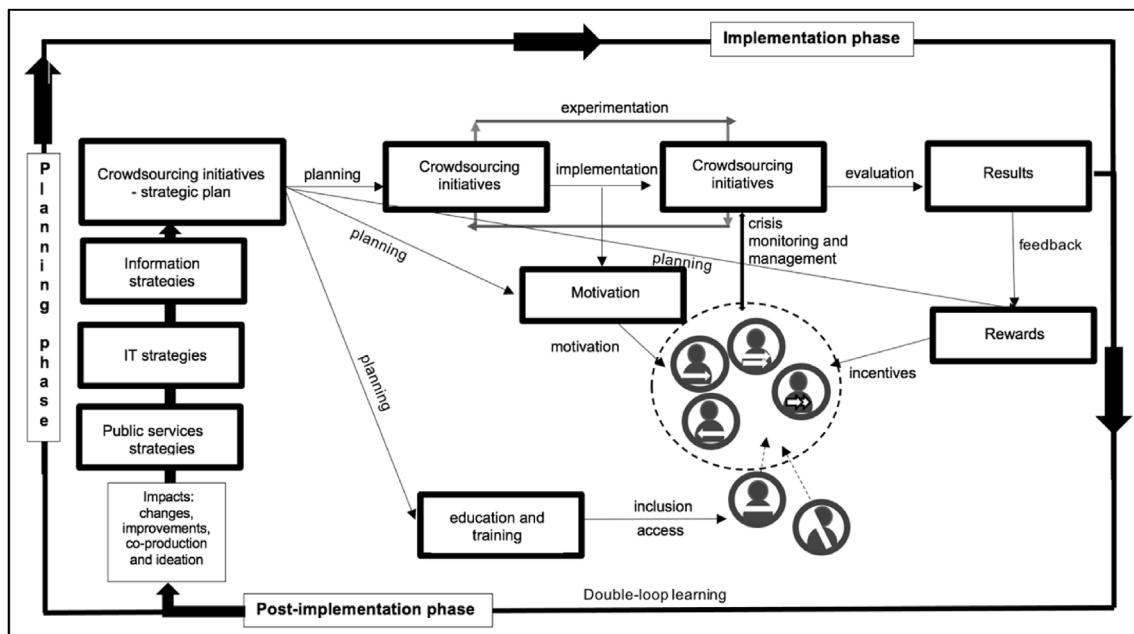 Implementation phase
Planning phase
experimentation
Crowdsourcing initiatives
- strategic plan
planning
Crowdsourcing
initiatives
implementation
Crowdsourcing
initiatives
evaluation
Results
crisis
monitoring and
management
feedback
planning
planning
Information
strategies
Motivation
Rewards
IT strategies
motivation
incentives
planning
Public services
strategies
Impacts:
changes,
improvements,
co-production
and ideation
education and
training
inclusion
access
Double-loop learning
Post-implementation phase